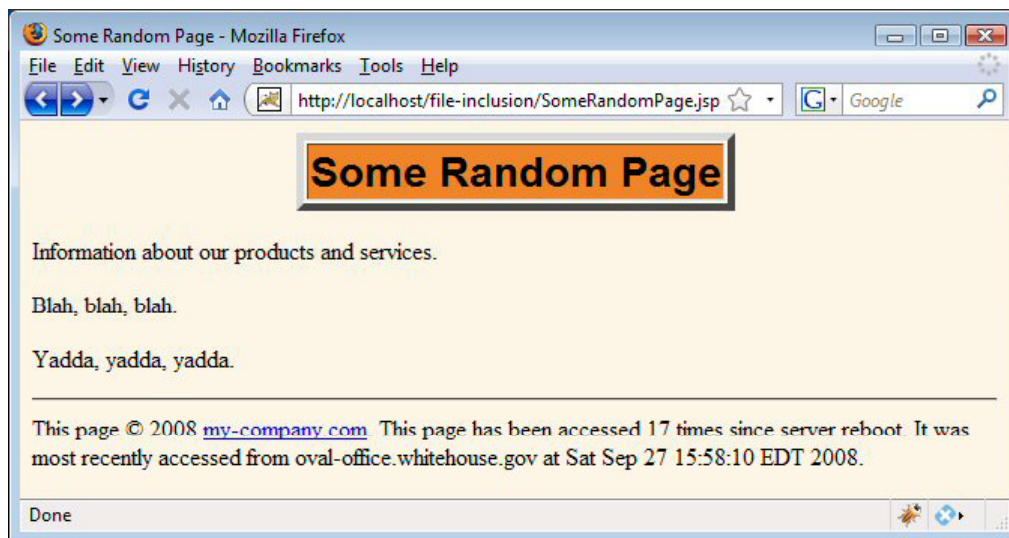 Some Random Page - Mozilla Firefox
File Edit View History Bookmarks Tools Help
http://localhost/file-inclusion/SomeRandomPage.jsp G Google
Some Random Page
Information about our products and services.
Blah, blah, blah.
Yadda, yadda, yadda.
This page © 2008 my-company.com. This page has been accessed 17 times since server reboot. It was
most recently accessed from oval-office.whitehouse.gov at Sat Sep 27 15:58:10 EDT 2008.
Done